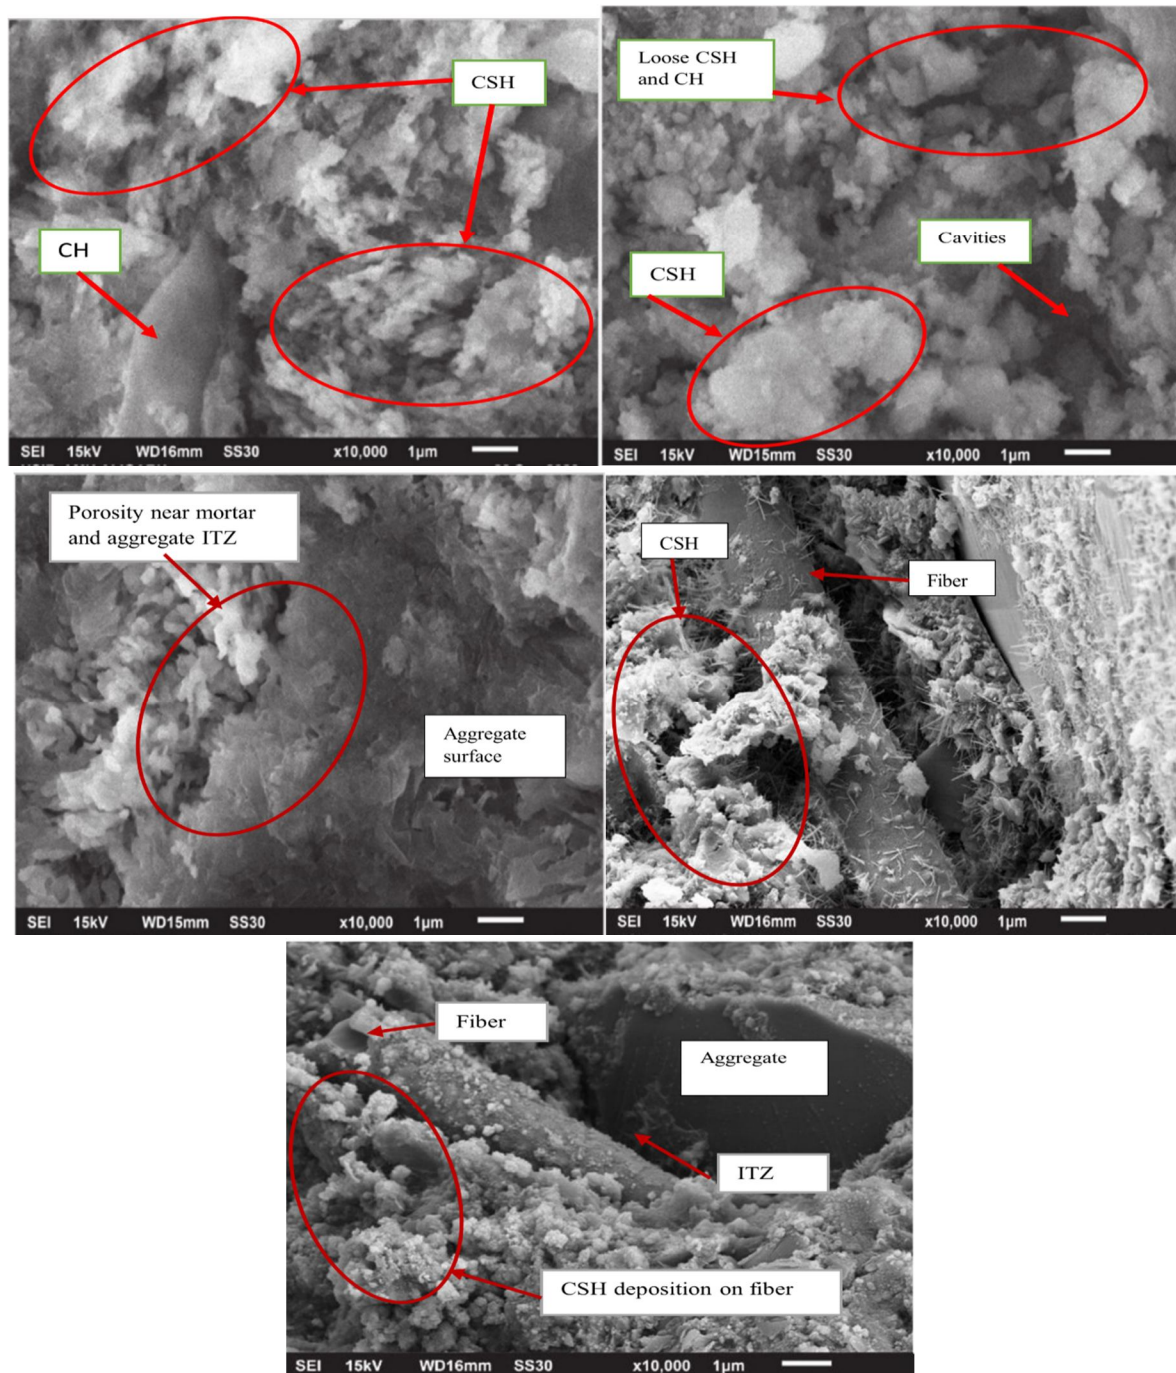 CSH
CH
SEI 15kV WD16mm SS30 x10,000 1µm
Loose CSH
and CH
Cavities
CSH
SEI 15kV WD15mm SS30 x10,000 1µm
Porosity near mortar
and aggregate ITZ
Aggregate
surface
SEI 15kV WD15mm SS30 x10,000 1µm
CSH
Fiber
SEI 15kV WD16mm SS30 x10,000 1µm
Fiber
Aggregate
ITZ
CSH deposition on fiber
SEI 15kV WD16mm SS30 x10,000 1µm